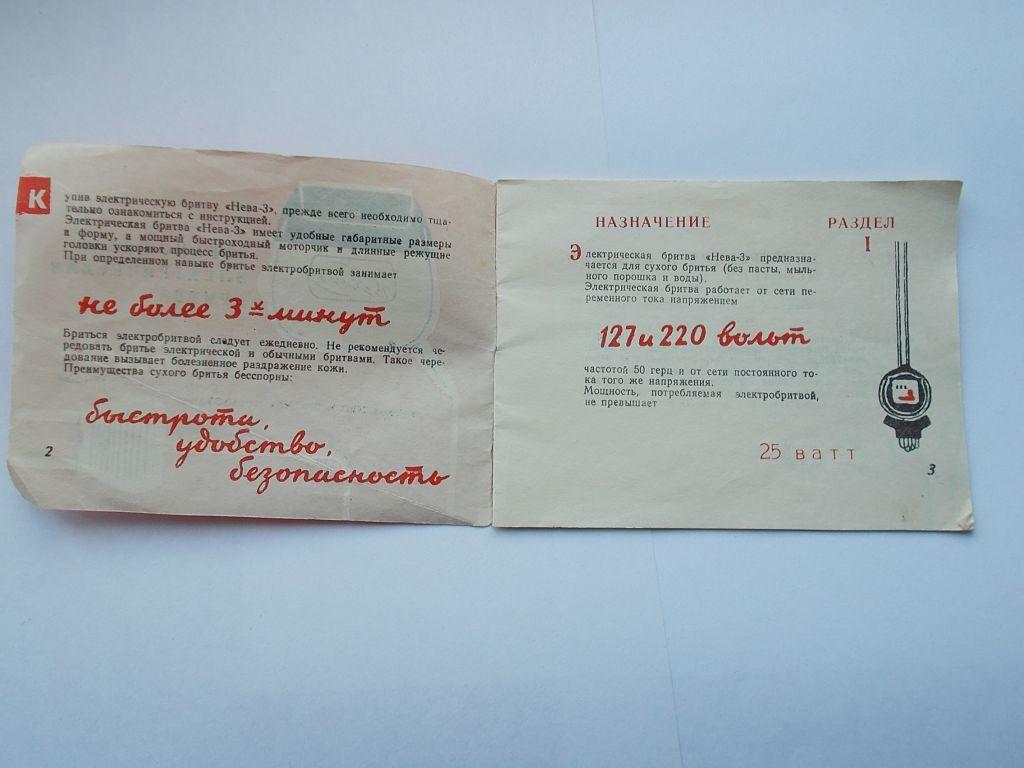 Купив электрическую бритву «Нева-3», прежде всего необходимо тща-
тельно ознакомиться с инструкцией.
Электрическая бритва «Нева-3» имеет удобные габаритные размеры
и форму, а мощный быстроходный моторчик и длинные режущие
головки ускоряют процесс бритья.
При определенном навыке бритье электробритвой занимает
не более 3-х минут
Бриться электробритвой следует ежедневно. Не рекомендуется че-
редовать бритье электрической и обычными бритвами. Такое чере-
дование вызывает болезненное раздражение кожи.
Преимущества сухого бритья бесспорны:
быстрота,
удобство,
безопасность
2
НАЗНАЧЕНИЕ РАЗДЕЛ
I
Электрическая бритва «Нева-3» предназна-
чается для сухого бритья (без пасты, мыль-
ного порошка и воды).
Электрическая бритва работает от сети пе-
ременного тока напряжением
127 и 220 вольт
частотой 50 герц и от сети постоянного то-
ка того же напряжения.
Мощность, потребляемая электробритвой,
не превышает
25 ватт
3